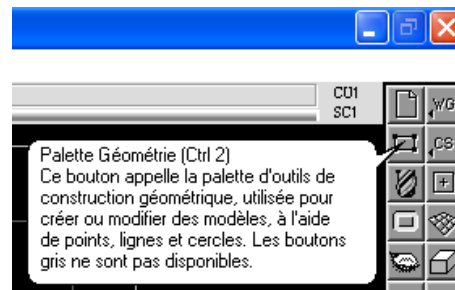 CO1
SC1
WG
CS
Palette Géométrie (Ctrl 2)
Ce bouton appelle la palette d'outils de
construction géométrique, utilisée pour
créer ou modifier des modèles, à l'aide
de points, lignes et cercles. Les boutons
gris ne sont pas disponibles.